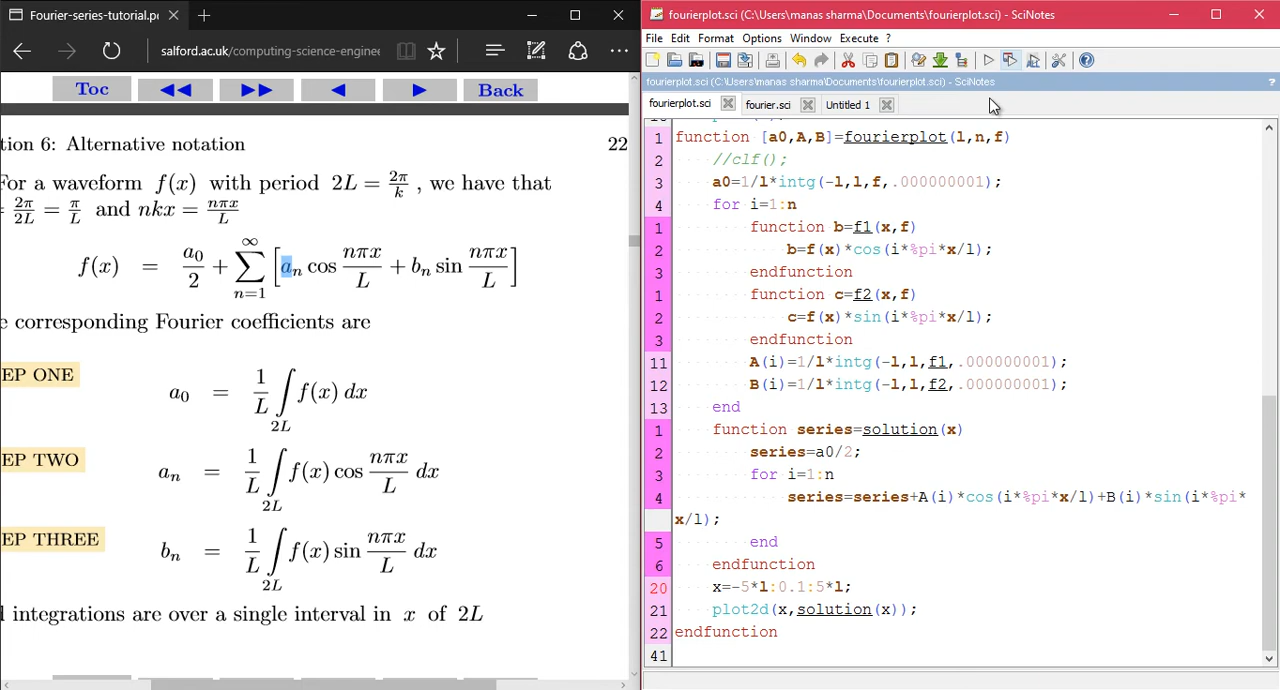 Fourier-series-tutorial.p
salford.ac.uk/computing-science-engine
Toc
Back
tion 6: Alternative notation 22
For a waveform f(x) with period 2L = 2π/k , we have that
= 2π/2L = π/L and nkx = nπx/L
f(x) = a0/2 + ∑_{n=1}^{∞} [ an cos nπx/L + bn sin nπx/L ]
e corresponding Fourier coefficients are
EP ONE
a0 = 1/L ∫_{2L} f(x) dx
EP TWO
an = 1/L ∫_{2L} f(x) cos nπx/L dx
EP THREE
bn = 1/L ∫_{2L} f(x) sin nπx/L dx
l integrations are over a single interval in x of 2L
fourierplot.sci (C:\Users\manas sharma\Documents\fourierplot.sci) - SciNotes
File Edit Format Options Window Execute ?
fourierplot.sci (C:\Users\manas sharma\Documents\fourierplot.sci) - SciNotes ?
fourierplot.sci fourier.sci Untitled 1
1 function [a0,A,B]=fourierplot(l,n,f)
2 //clf();
3 a0=1/l*intg(-l,l,f,.000000001);
4 for i=1:n
1 function b=f1(x,f)
2 b=f(x)*cos(i*%pi*x/l);
3 endfunction
1 function c=f2(x,f)
2 c=f(x)*sin(i*%pi*x/l);
3 endfunction
11 A(i)=1/l*intg(-l,l,f1,.000000001);
12 B(i)=1/l*intg(-l,l,f2,.000000001);
13 end
1 function series=solution(x)
2 series=a0/2;
3 for i=1:n
4 series=series+A(i)*cos(i*%pi*x/l)+B(i)*sin(i*%pi*
x/l);
5 end
6 endfunction
20 x=-5*l:0.1:5*l;
21 plot2d(x,solution(x));
22 endfunction
41